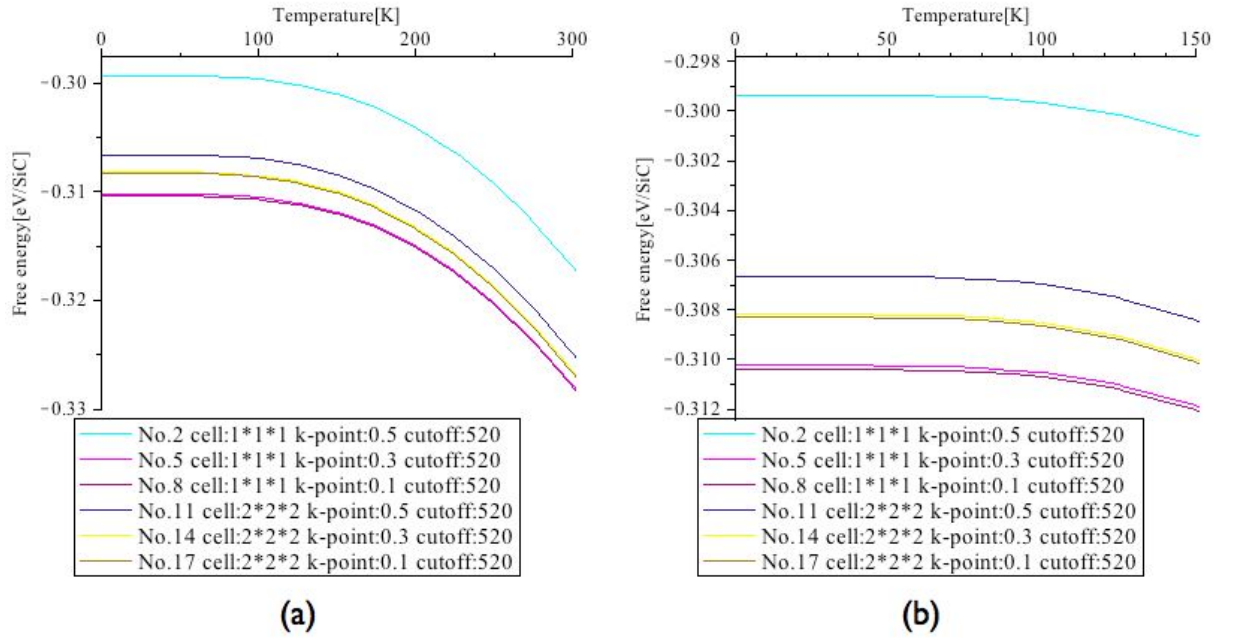 Temperature[K]
0 100 200 300
Free energy[eV/SiC]
−0.30
−0.31
−0.32
−0.33
No.2 cell:1*1*1 k-point:0.5 cutoff:520
No.5 cell:1*1*1 k-point:0.3 cutoff:520
No.8 cell:1*1*1 k-point:0.1 cutoff:520
No.11 cell:2*2*2 k-point:0.5 cutoff:520
No.14 cell:2*2*2 k-point:0.3 cutoff:520
No.17 cell:2*2*2 k-point:0.1 cutoff:520
(a)
Temperature[K]
0 50 100 150
Free energy[eV/SiC]
−0.298
−0.300
−0.302
−0.304
−0.306
−0.308
−0.310
−0.312
No.2 cell:1*1*1 k-point:0.5 cutoff:520
No.5 cell:1*1*1 k-point:0.3 cutoff:520
No.8 cell:1*1*1 k-point:0.1 cutoff:520
No.11 cell:2*2*2 k-point:0.5 cutoff:520
No.14 cell:2*2*2 k-point:0.3 cutoff:520
No.17 cell:2*2*2 k-point:0.1 cutoff:520
(b)